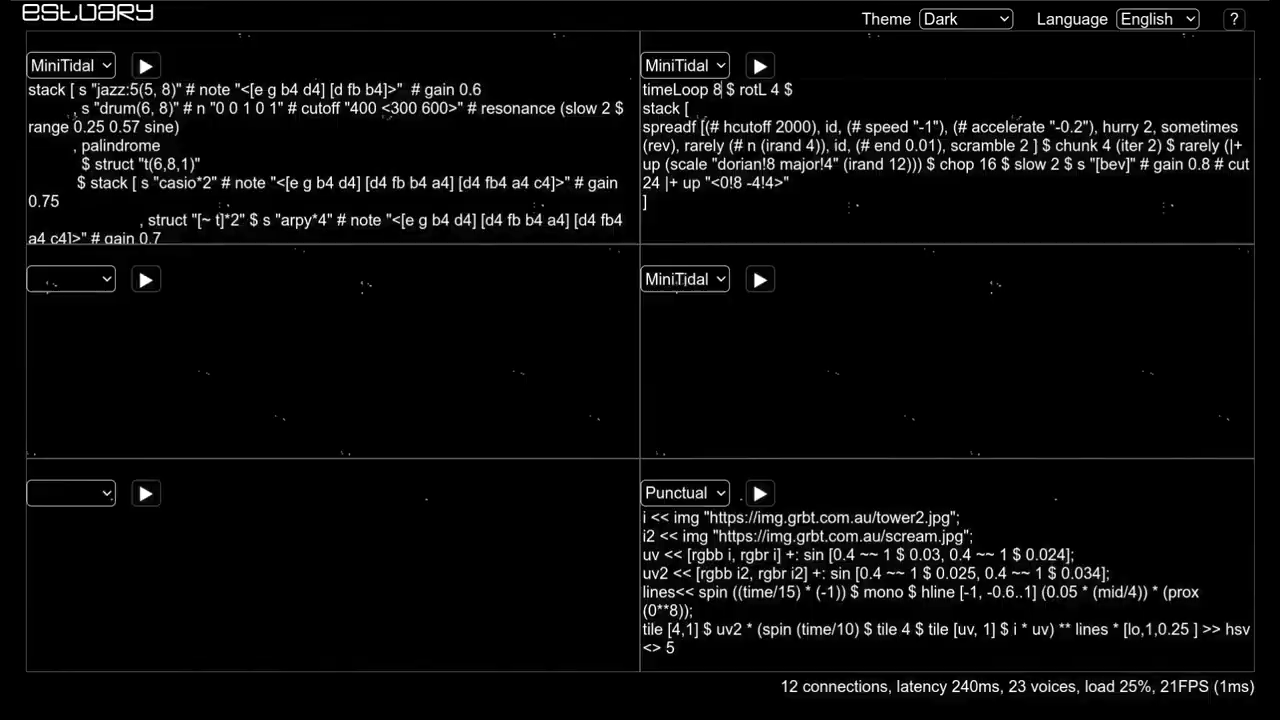 estuary
Theme Dark Language English ?
MiniTidal
stack [ s "jazz:5(5, 8)" # note "<[e g b4 d4] [d fb b4]>" # gain 0.6
, s "drum(6, 8)" # n "0 0 1 0 1" # cutoff "400 <300 600>" # resonance (slow 2 $
range 0.25 0.57 sine)
, palindrome
$ struct "t(6,8,1)"
$ stack [ s "casio*2" # note "<[e g b4 d4] [d4 fb b4 a4] [d4 fb4 a4 c4]>" # gain
0.75
, struct "[~ t]*2" $ s "arpy*4" # note "<[e g b4 d4] [d4 fb b4 a4] [d4 fb4
a4 c4]>" # gain 0.7
MiniTidal
timeLoop 8 $ rotL 4 $
stack [
spreadf [(# hcutoff 2000), id, (# speed "-1"), (# accelerate "-0.2"), hurry 2, sometimes
(rev), rarely (# n (irand 4)), id, (# end 0.01), scramble 2 ] $ chunk 4 (iter 2) $ rarely (|+
up (scale "dorian!8 major!4" (irand 12))) $ chop 16 $ slow 2 $ s "[bev]" # gain 0.8 # cut
24 |+ up "<0!8 -4!4>"
]
MiniTidal
Punctual
i << img "https://img.grbt.com.au/tower2.jpg";
i2 << img "https://img.grbt.com.au/scream.jpg";
uv << [rgbb i, rgbr i] +: sin [0.4 ~~ 1 $ 0.03, 0.4 ~~ 1 $ 0.024];
uv2 << [rgbb i2, rgbr i2] +: sin [0.4 ~~ 1 $ 0.025, 0.4 ~~ 1 $ 0.034];
lines<< spin ((time/15) * (-1)) $ mono $ hline [-1, -0.6..1] (0.05 * (mid/4)) * (prox
(0**8));
tile [4,1] $ uv2 * (spin (time/10) $ tile 4 $ tile [uv, 1] $ i * uv) ** lines * [lo,1,0.25 ] >> hsv
<> 5
12 connections, latency 240ms, 23 voices, load 25%, 21FPS (1ms)